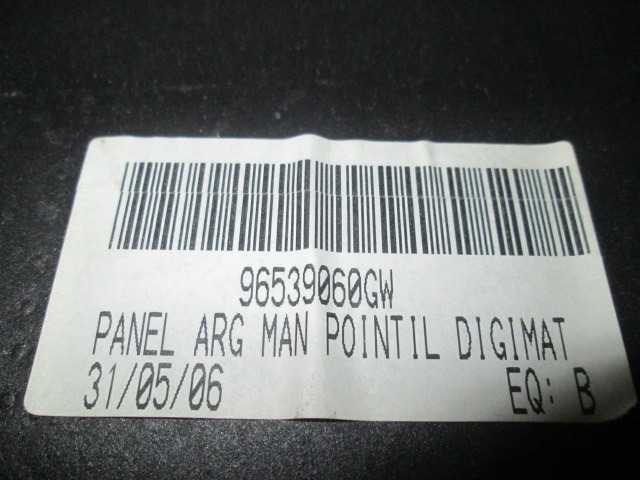 96539060GW
PANEL ARG MAN POINTIL DIGIMAT
31/05/06 EQ: B